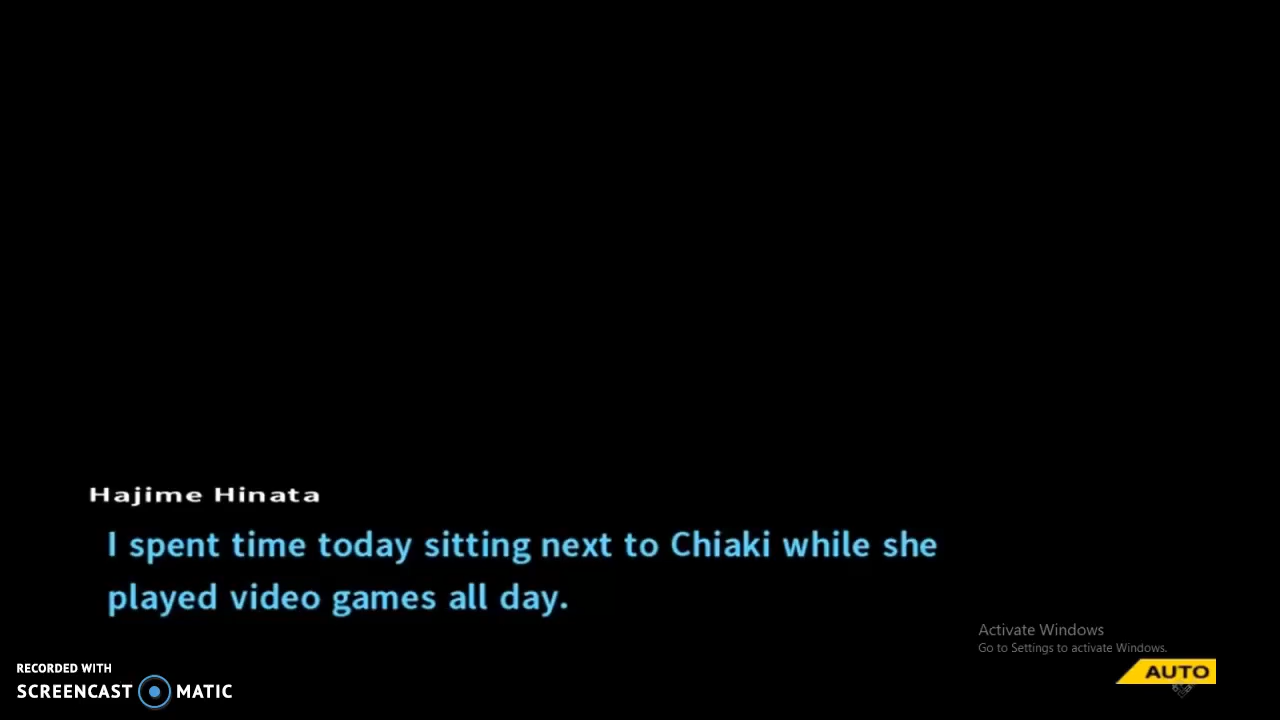 Hajime Hinata
I spent time today sitting next to Chiaki while she
played video games all day.
Activate Windows
Go to Settings to activate Windows.
RECORDED WITH
SCREENCAST MATIC
AUTO